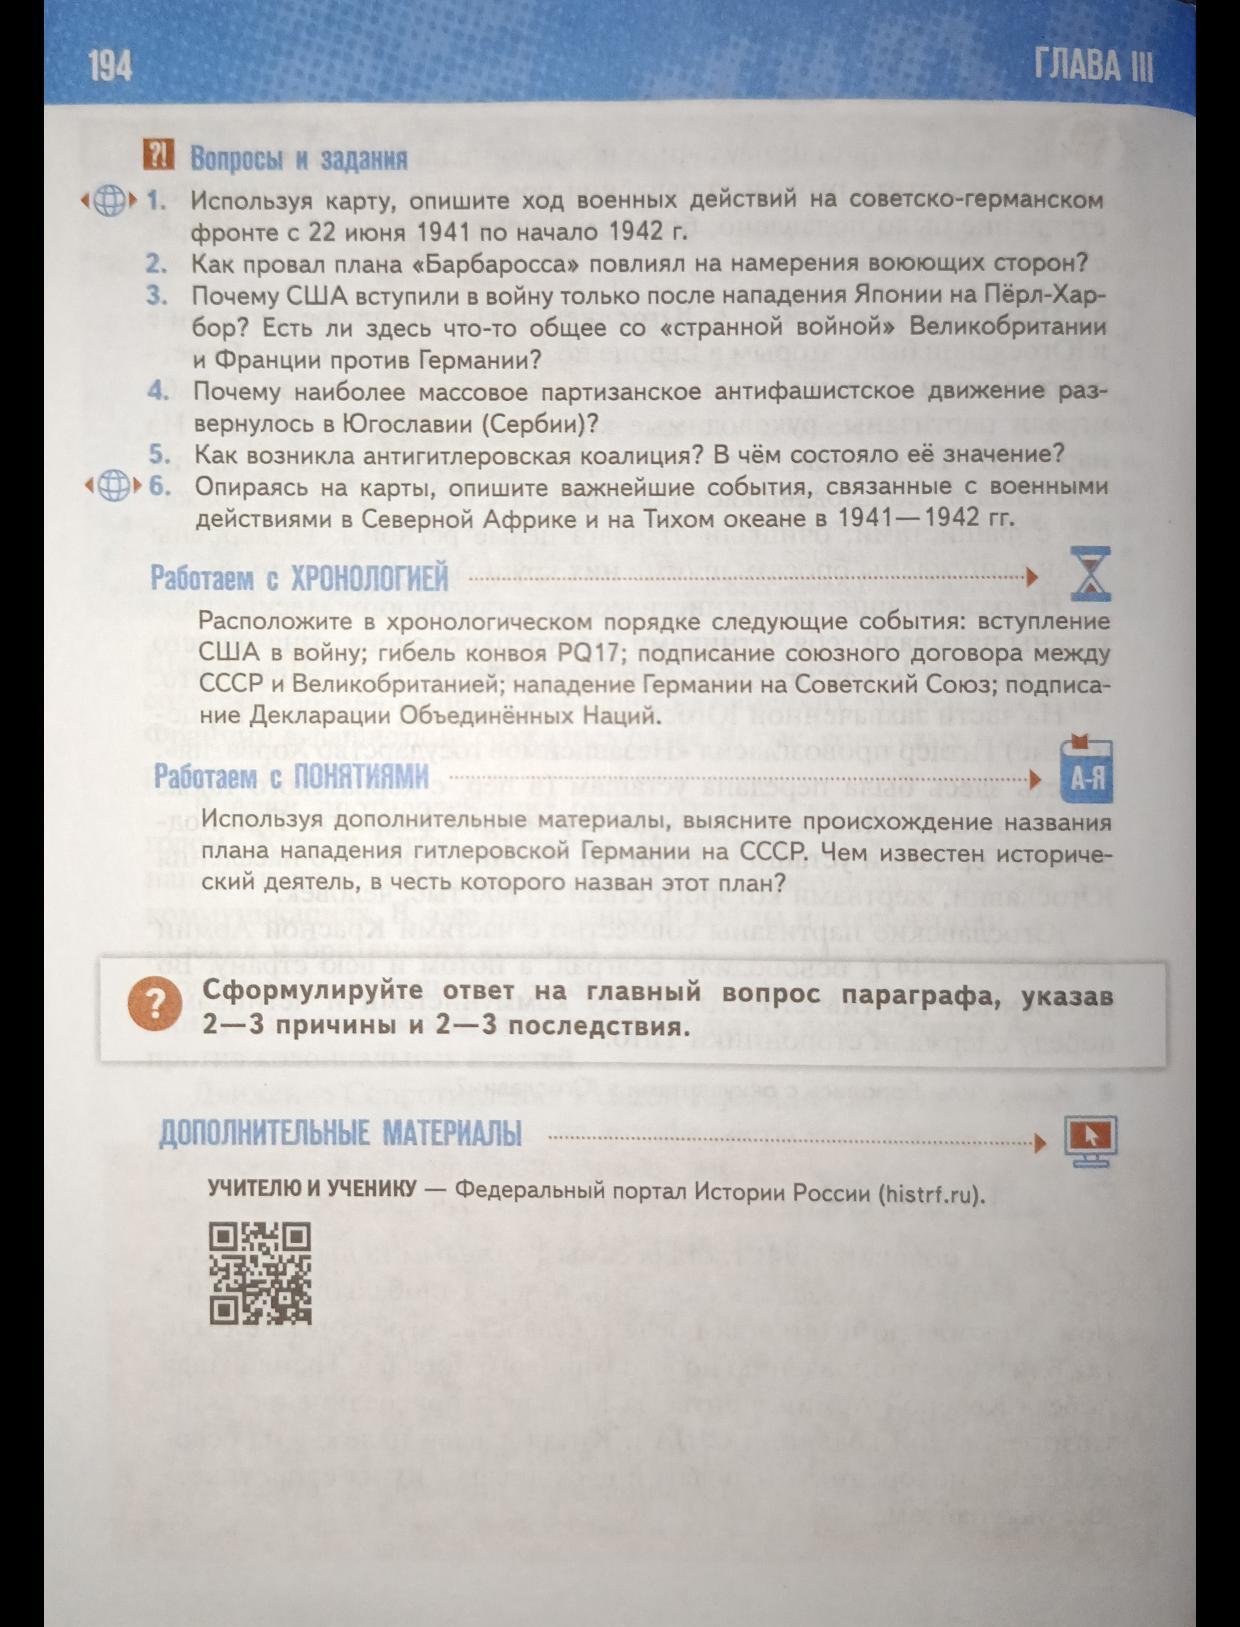 194
ГЛАВА III
?! Вопросы и задания
1. Используя карту, опишите ход военных действий на советско-германском
фронте с 22 июня 1941 по начало 1942 г.
2. Как провал плана «Барбаросса» повлиял на намерения воюющих сторон?
3. Почему США вступили в войну только после нападения Японии на Пёрл-Хар-
бор? Есть ли здесь что-то общее со «странной войной» Великобритании
и Франции против Германии?
4. Почему наиболее массовое партизанское антифашистское движение раз-
вернулось в Югославии (Сербии)?
5. Как возникла антигитлеровская коалиция? В чём состояло её значение?
6. Опираясь на карты, опишите важнейшие события, связанные с военными
действиями в Северной Африке и на Тихом океане в 1941—1942 гг.
Работаем с ХРОНОЛОГИЕЙ
Расположите в хронологическом порядке следующие события: вступление
США в войну; гибель конвоя PQ17; подписание союзного договора между
СССР и Великобританией; нападение Германии на Советский Союз; подписа-
ние Декларации Объединённых Наций.
Работаем с ПОНЯТИЯМИ
А-Я
Используя дополнительные материалы, выясните происхождение названия
плана нападения гитлеровской Германии на СССР. Чем известен историче-
ский деятель, в честь которого назван этот план?
? Сформулируйте ответ на главный вопрос параграфа, указав
2—3 причины и 2—3 последствия.
ДОПОЛНИТЕЛЬНЫЕ МАТЕРИАЛЫ
УЧИТЕЛЮ И УЧЕНИКУ — Федеральный портал Истории России (histrf.ru).